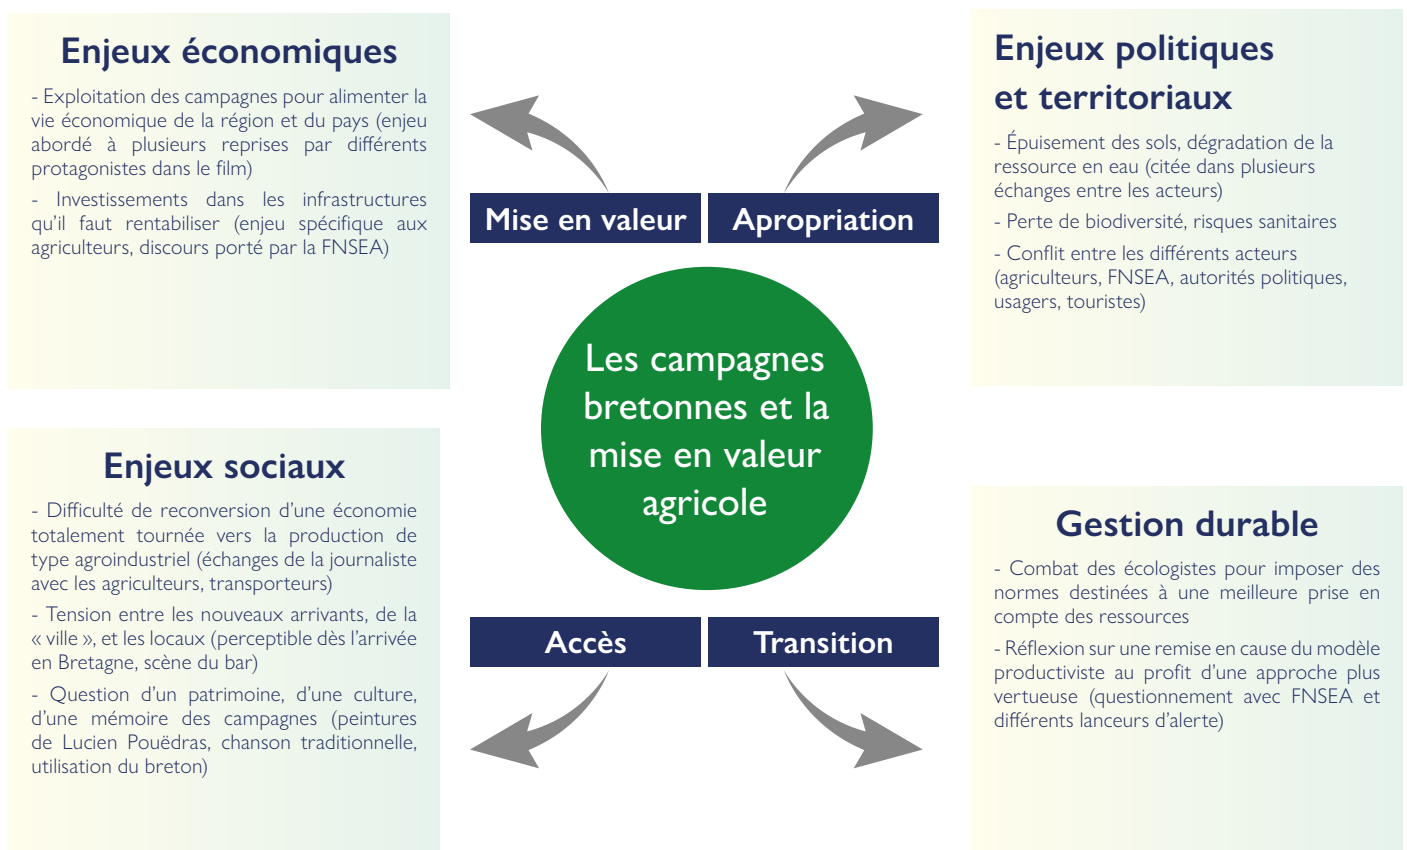 Enjeux économiques
- Exploitation des campagnes pour alimenter la
vie économique de la région et du pays (enjeu
abordé à plusieurs reprises par différents
protagonistes dans le film)
- Investissements dans les infrastructures
qu’il faut rentabiliser (enjeu spécifique aux
agriculteurs, discours porté par la FNSEA)
Enjeux politiques
et territoriaux
- Épuisement des sols, dégradation de la
ressource en eau (citée dans plusieurs
échanges entre les acteurs)
- Perte de biodiversité, risques sanitaires
- Conflit entre les différents acteurs
(agriculteurs, FNSEA, autorités politiques,
usagers, touristes)
Mise en valeur
Apropriation
Les campagnes
bretonnes et la
mise en valeur
agricole
Accès
Transition
Enjeux sociaux
- Difficulté de reconversion d’une économie
totalement tournée vers la production de
type agroindustriel (échanges de la journaliste
avec les agriculteurs, transporteurs)
- Tension entre les nouveaux arrivants, de la
« ville », et les locaux (perceptible dès l’arrivée
en Bretagne, scène du bar)
- Question d’un patrimoine, d’une culture,
d’une mémoire des campagnes (peintures
de Lucien Pouëdras, chanson traditionnelle,
utilisation du breton)
Gestion durable
- Combat des écologistes pour imposer des
normes destinées à une meilleure prise en
compte des ressources
- Réflexion sur une remise en cause du modèle
productiviste au profit d’une approche plus
vertueuse (questionnement avec FNSEA et
différents lanceurs d’alerte)